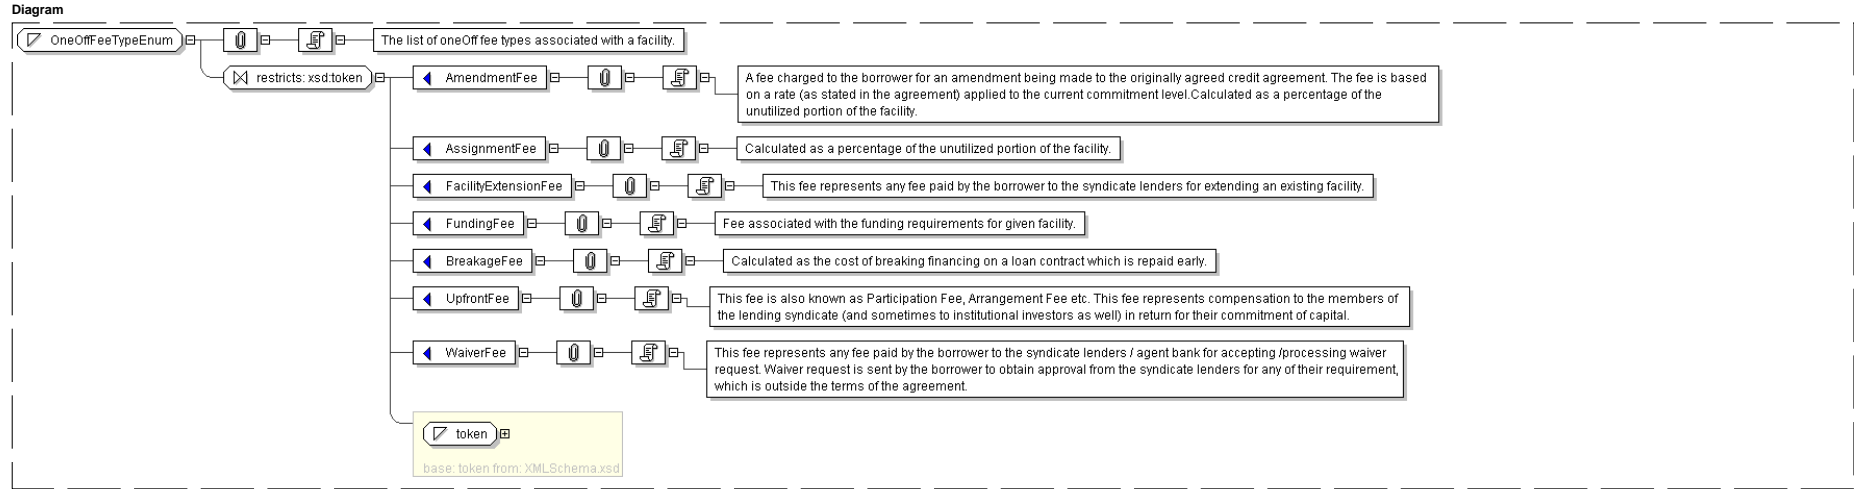 Diagram
OneOffFeeTypeEnum
The list of oneOff fee types associated with a facility.
restricts: xsd:token
AmendmentFee
A fee charged to the borrower for an amendment being made to the originally agreed credit agreement. The fee is based
on a rate (as stated in the agreement) applied to the current commitment level.Calculated as a percentage of the
unutilized portion of the facility.
AssignmentFee
Calculated as a percentage of the unutilized portion of the facility.
FacilityExtensionFee
This fee represents any fee paid by the borrower to the syndicate lenders for extending an existing facility.
FundingFee
Fee associated with the funding requirements for given facility.
BreakageFee
Calculated as the cost of breaking financing on a loan contract which is repaid early.
UpfrontFee
This fee is also known as Participation Fee, Arrangement Fee etc. This fee represents compensation to the members of
the lending syndicate (and sometimes to institutional investors as well) in return for their commitment of capital.
WaiverFee
This fee represents any fee paid by the borrower to the syndicate lenders / agent bank for accepting /processing waiver
request. Waiver request is sent by the borrower to obtain approval from the syndicate lenders for any of their requirement,
which is outside the terms of the agreement.
token
base: token from: XMLSchema.xsd